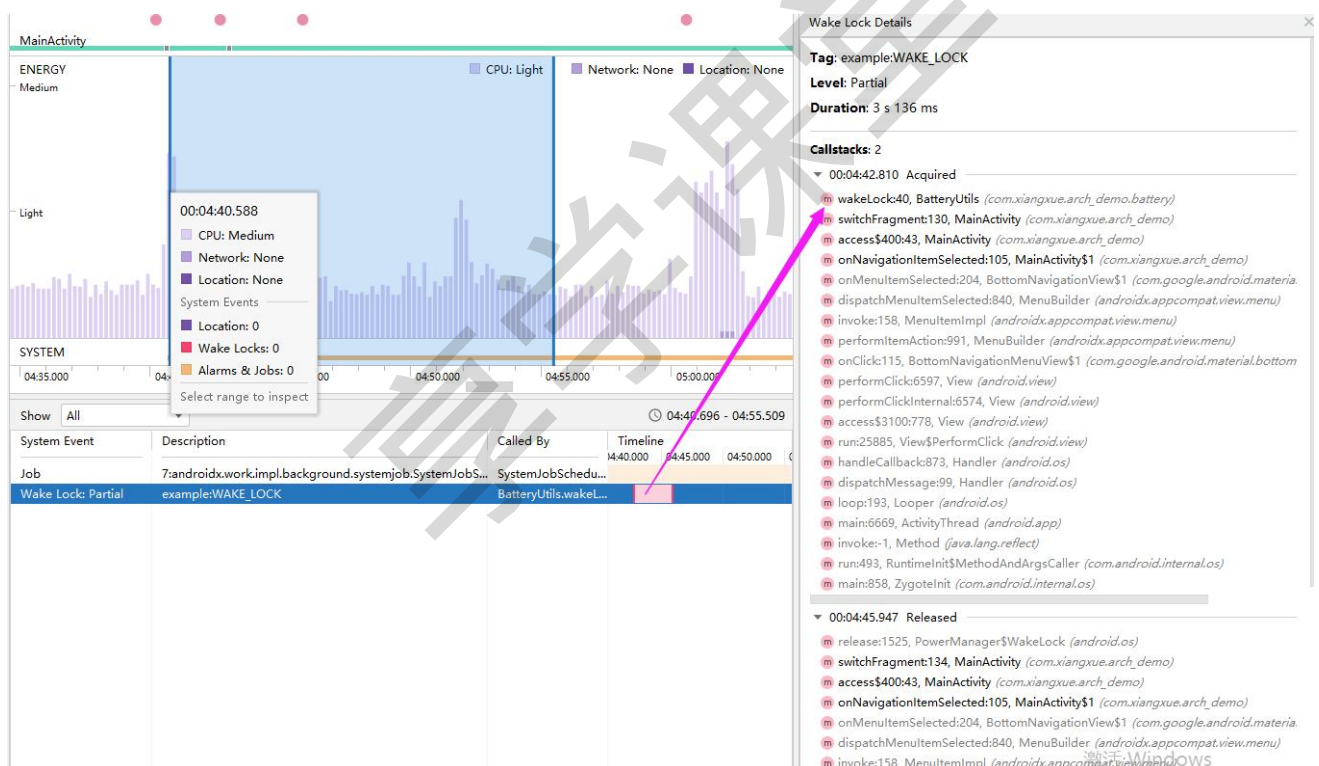 MainActivity
ENERGY
CPU: Light
Network: None
Location: None
Medium
Light
00:04:40.588
CPU: Medium
Network: None
Location: None
System Events
Location: 0
Wake Locks: 0
Alarms & Jobs: 0
Select range to inspect
SYSTEM
04:35.000
04:50.000
04:55.000
05:00.000
Show All
04:40.696 - 04:55.509
System Event Description Called By Timeline
04:45.000 04:50.000
Job 7:androidx.work.impl.background.systemjob.SystemJobS... SystemJobSchedu...
Wake Lock: Partial example:WAKE_LOCK BatteryUtils.wakeL...
Wake Lock Details
Tag: example:WAKE_LOCK
Level: Partial
Duration: 3 s 136 ms
Callstacks: 2
00:04:42.810 Acquired
m wakeLock:40, BatteryUtils (com.xiangxue.arch_demo.battery)
m switchFragment:130, MainActivity (com.xiangxue.arch_demo)
m access$400:43, MainActivity (com.xiangxue.arch_demo)
m onNavigationItemSelected:105, MainActivity$1 (com.xiangxue.arch_demo)
m onMenuItemSelected:204, BottomNavigationView$1 (com.google.android.materia
m dispatchMenuItemSelected:840, MenuBuilder (androidx.appcompat.view.menu)
m invoke:158, MenuItemImpl (androidx.appcompat.view.menu)
m performItemAction:991, MenuBuilder (androidx.appcompat.view.menu)
m onClick:115, BottomNavigationMenuView$1 (com.google.android.material.bottom
m performClick:6597, View (android.view)
m performClickInternal:6574, View (android.view)
m access$3100:778, View (android.view)
m run:25885, View$PerformClick (android.view)
m handleCallback:873, Handler (android.os)
m dispatchMessage:99, Handler (android.os)
m loop:193, Looper (android.os)
m main:6669, ActivityThread (android.app)
m invoke:-1, Method (java.lang.reflect)
m run:493, RuntimeInit$MethodAndArgsCaller (com.android.internal.os)
m main:858, ZygoteInit (com.android.internal.os)
00:04:45.947 Released
m release:1525, PowerManager$WakeLock (android.os)
m switchFragment:134, MainActivity (com.xiangxue.arch_demo)
m access$400:43, MainActivity (com.xiangxue.arch_demo)
m onNavigationItemSelected:105, MainActivity$1 (com.xiangxue.arch_demo)
m onMenuItemSelected:204, BottomNavigationView$1 (com.google.android.materia
m dispatchMenuItemSelected:840, MenuBuilder (androidx.appcompat.view.menu)
m invoke:158, MenuItemImpl (androidx.appcompat.view.menu)
激活 Windows
享学课堂